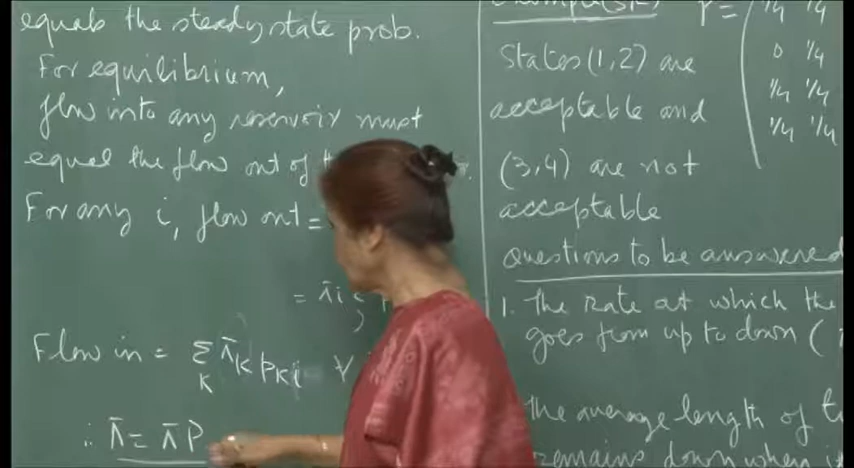 equals the steady state prob.
For equilibrium,
flow into any reservoir must
equal the flow out of
For any i, flow out =
= π̄i
Flow in = Σ π̄k pki ∀
k
∴ π̄ = π̄P
P = 1/4 1/4
0 1/4
1/4 1/4
1/4 1/4
States (1,2) are
acceptable and
(3,4) are not
acceptable
Questions to be answered
1. The rate at which the
goes from up to down (
The average length of
remains down when i